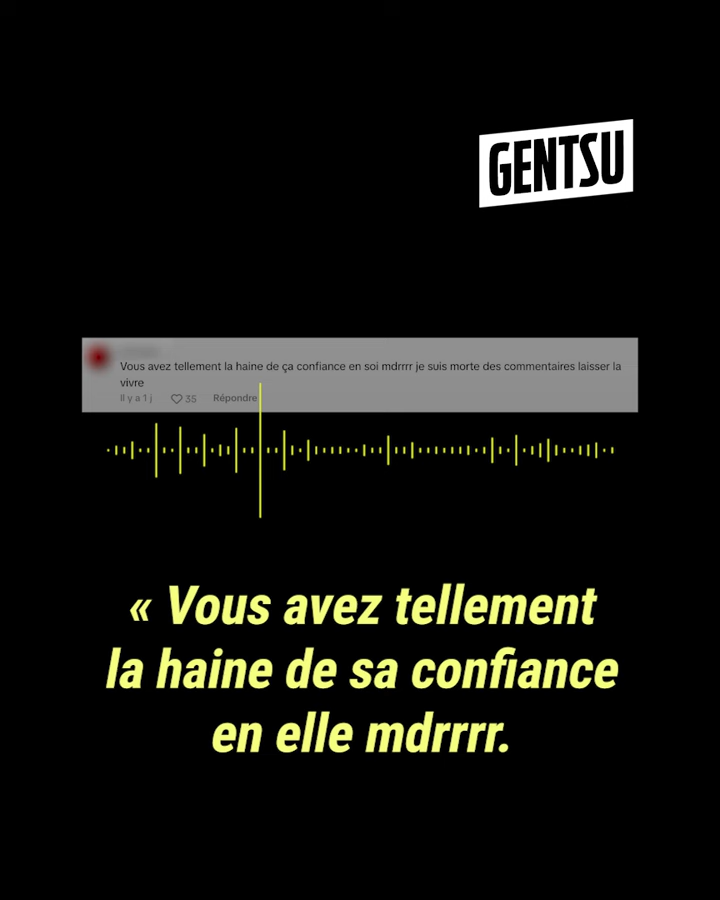 GENTSU
Vous avez tellement la haine de ça confiance en soi mdrrrr je suis morte des commentaires laisser la
vivre
Il y a 1 j 35 Répondre
« Vous avez tellement
la haine de sa confiance
en elle mdrrrr.